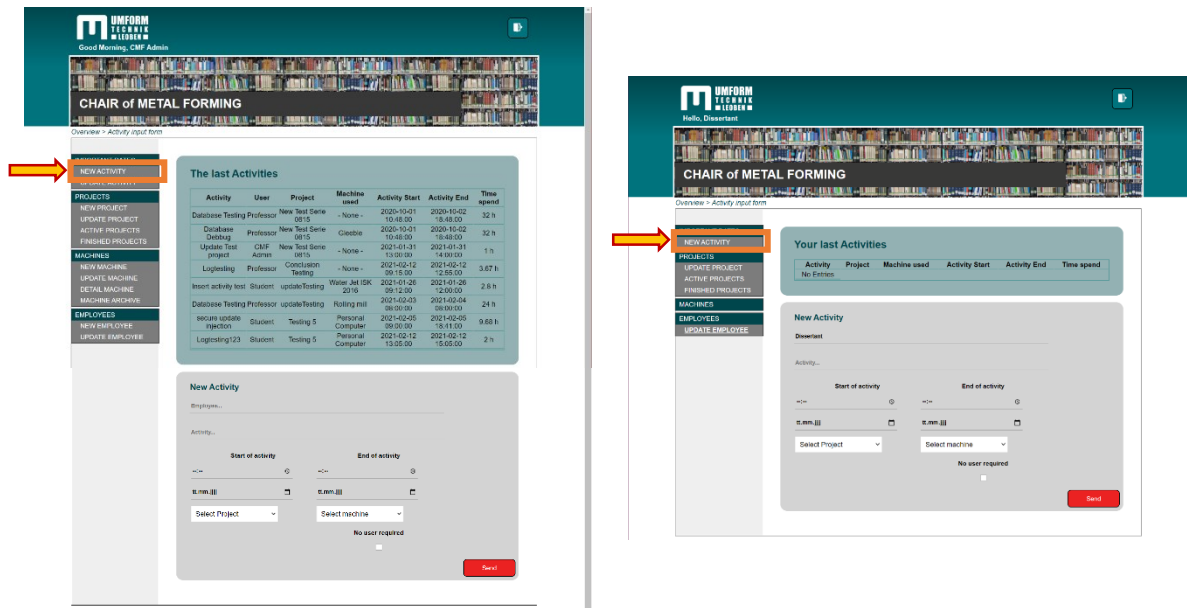 UMFORM
TECHNIK
LEOBEN
Good Morning, CMF Admin
CHAIR of METAL FORMING
Overview > Activity input form
NEW ACTIVITY
UPDATE ACTIVITY
PROJECTS
NEW PROJECT
UPDATE PROJECT
ACTIVE PROJECTS
FINISHED PROJECTS
MACHINES
NEW MACHINE
UPDATE MACHINE
DETAIL MACHINE
MACHINE ARCHIVE
EMPLOYEES
NEW EMPLOYEE
UPDATE EMPLOYEE
The last Activities
Activity User Project Machine used Activity Start Activity End Time spend
Database Testing Professor New Test Serie 0815 - None - 2020-10-01 10:48:00 2020-10-02 18:48:00 32 h
Database Debbug Professor New Test Serie 0815 Gleeble 2020-10-01 10:48:00 2020-10-02 18:48:00 32 h
Update Test project CMF Admin New Test Serie 0815 - None - 2021-01-31 13:00:00 2021-01-31 14:00:00 1 h
Logtesting Professor Conclusion Testing - None - 2021-02-12 09:15:00 2021-02-12 12:55:00 3.67 h
Insert activity test Student updateTesting Water Jet ISK 2016 2021-01-26 09:12:00 2021-01-26 12:00:00 2.8 h
Database Testing Professor updateTesting Rolling mill 2021-02-03 08:00:00 2021-02-04 08:00:00 24 h
secure update injection Student Testing 5 Personal Computer 2021-02-05 09:00:00 2021-02-05 18:41:00 9.68 h
Logtesting123 Student Testing 5 Personal Computer 2021-02-12 13:05:00 2021-02-12 15:05:00 2 h
New Activity
Employee...
Activity...
Start of activity End of activity
--:-- --:--
tt.mm.jjjj tt.mm.jjjj
Select Project Select machine
No user required
Send
UMFORM
TECHNIK
LEOBEN
Hello, Dissertant
CHAIR of METAL FORMING
Overview > Activity input form
NEW ACTIVITY
PROJECTS
UPDATE PROJECT
ACTIVE PROJECTS
FINISHED PROJECTS
MACHINES
EMPLOYEES
UPDATE EMPLOYEE
Your last Activities
Activity Project Machine used Activity Start Activity End Time spend
No Entries
New Activity
Dissertant
Activity...
Start of activity End of activity
--:-- --:--
tt.mm.jjjj tt.mm.jjjj
Select Project Select machine
No user required
Send